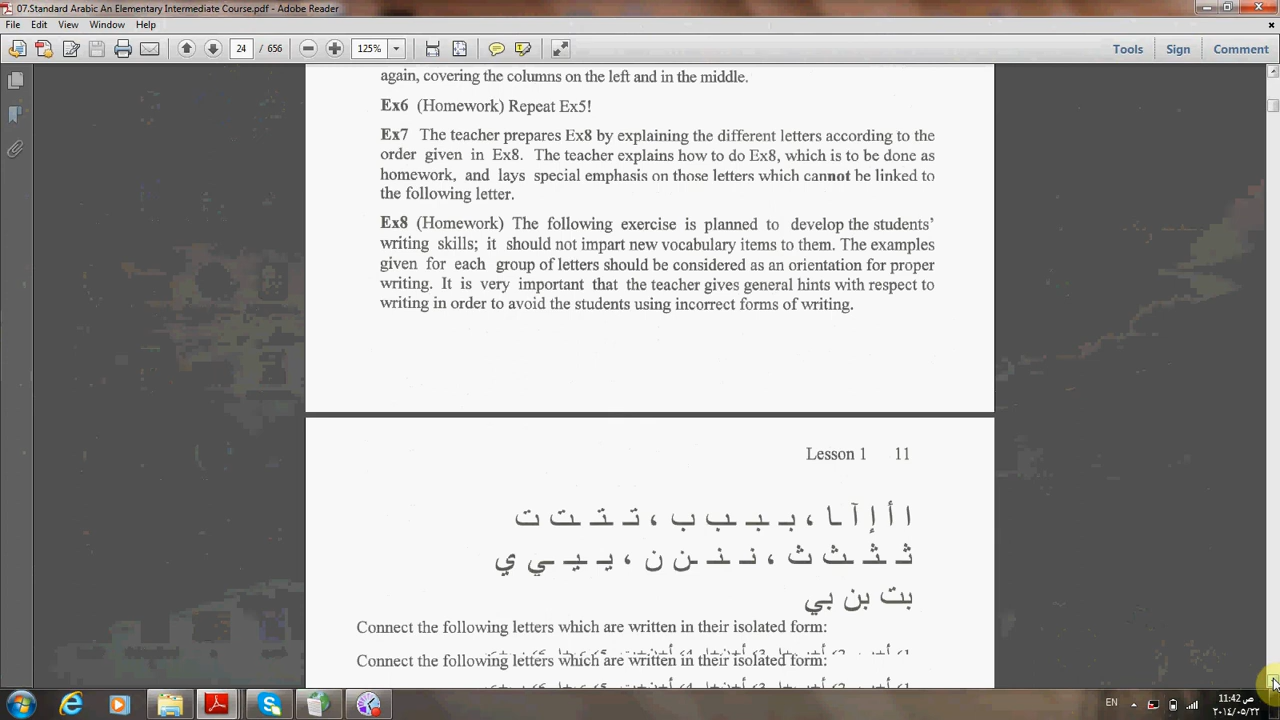 07.Standard Arabic An Elementary Intermediate Course.pdf - Adobe Reader
File Edit View Window Help
24 / 656 125% Tools Sign Comment
again, covering the columns on the left and in the middle.
Ex6 (Homework) Repeat Ex5!
Ex7 The teacher prepares Ex8 by explaining the different letters according to the
order given in Ex8. The teacher explains how to do Ex8, which is to be done as
homework, and lays special emphasis on those letters which cannot be linked to
the following letter.
Ex8 (Homework) The following exercise is planned to develop the students’
writing skills; it should not impart new vocabulary items to them. The examples
given for each group of letters should be considered as an orientation for proper
writing. It is very important that the teacher gives general hints with respect to
writing in order to avoid the students using incorrect forms of writing.
Lesson 1 11
ا أ إ آ ـا ، بـ ـبـ ـب ب ، تـ ـتـ ـت ت
ثـ ـثـ ـث ث ، نـ ـنـ ـن ن ، يـ ـيـ ـي ي
بت بن بي
Connect the following letters which are written in their isolated form:
Connect the following letters which are written in their isolated form:
EN 11:42 ص
٢٠١٤/٠٥/٢٢